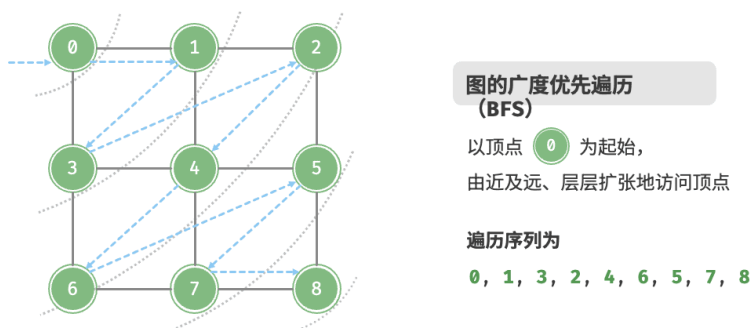 0 1 2
3 4 5
6 7 8
图的广度优先遍历
（BFS）
以顶点 0 为起始，
由近及远、层层扩张地访问顶点
遍历序列为
0, 1, 3, 2, 4, 6, 5, 7, 8